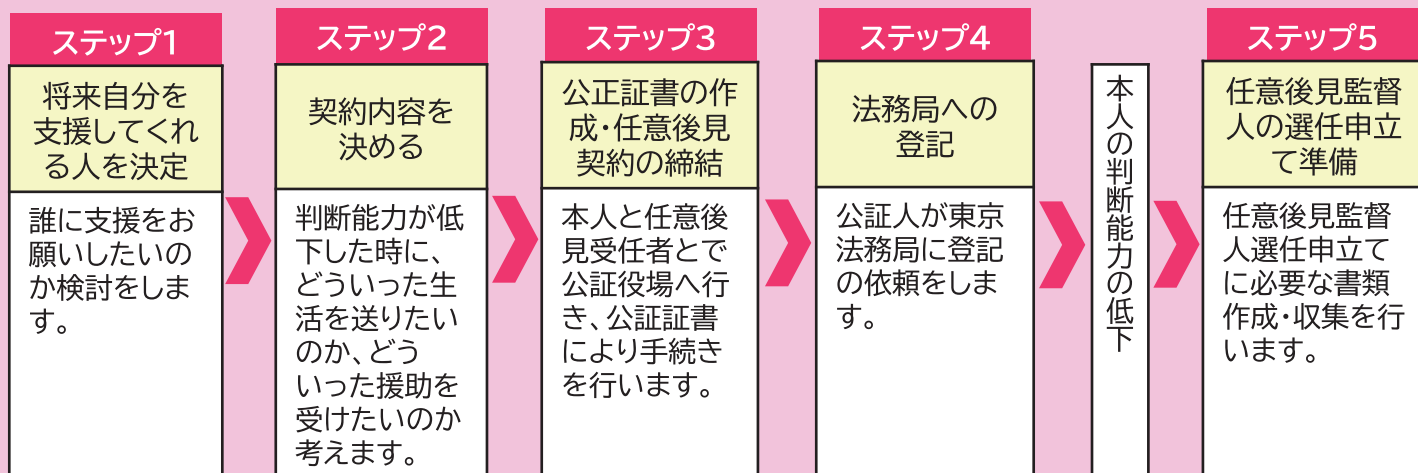 ステップ1
将来自分を
支援してくれ
る人を決定
誰に支援をお
願いしたいの
か検討をしま
す。
ステップ2
契約内容を
決める
判断能力が低
下した時に、
どういった生
活を送りたい
のか、どう
いった援助を
受けたいのか
考えます。
ステップ3
公正証書の作
成・任意後見
契約の締結
本人と任意後
見受任者とで
公証役場へ行
き、公証証書
により手続き
を行います。
ステップ4
法務局への
登記
公証人が東京
法務局に登記
の依頼をしま
す。
本人の判断能力の低下
ステップ5
任意後見監督
人の選任申立
て準備
任意後見監督
人選任申立て
に必要な書類
作成・収集を行
います。